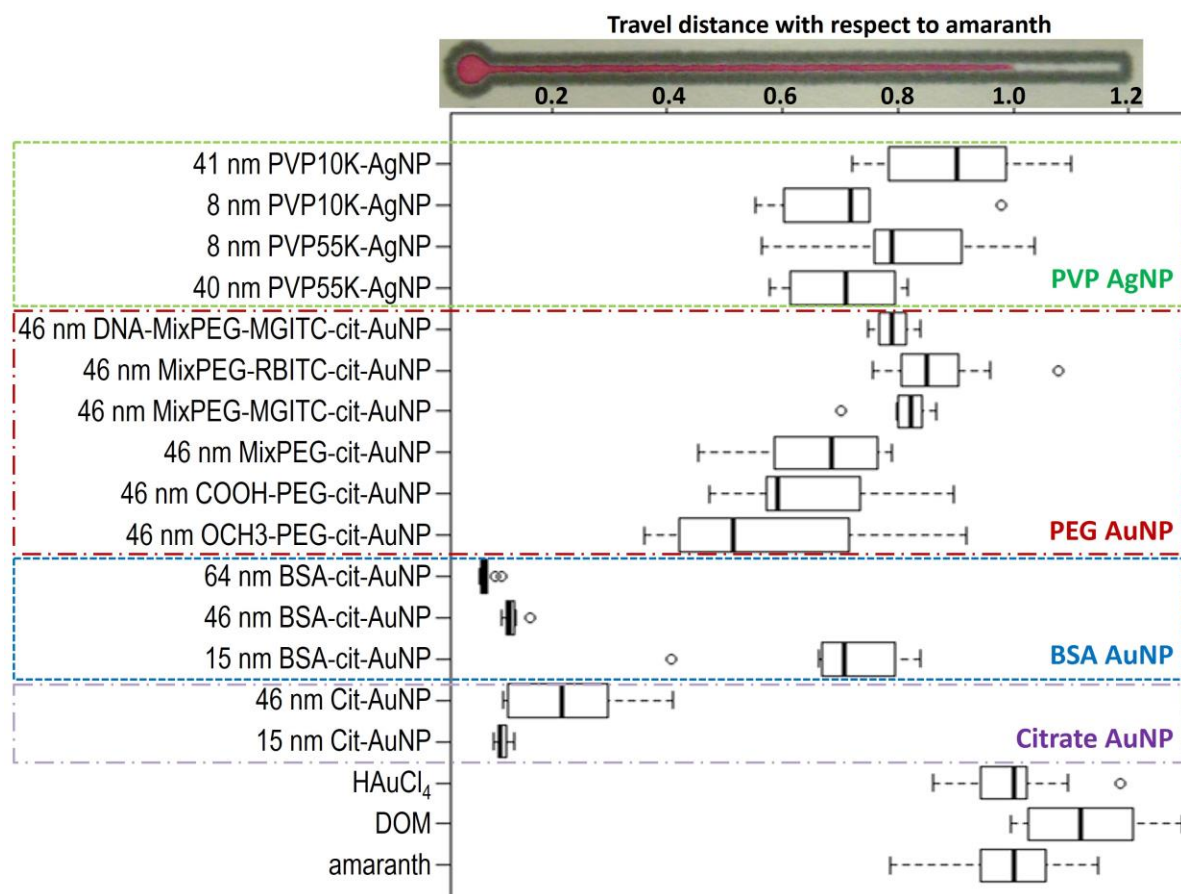 Travel distance with respect to amaranth
0.2 0.4 0.6 0.8 1.0 1.2
41 nm PVP10K-AgNP
8 nm PVP10K-AgNP
8 nm PVP55K-AgNP
40 nm PVP55K-AgNP
PVP AgNP
46 nm DNA-MixPEG-MGITC-cit-AuNP
46 nm MixPEG-RBITC-cit-AuNP
46 nm MixPEG-MGITC-cit-AuNP
46 nm MixPEG-cit-AuNP
46 nm COOH-PEG-cit-AuNP
46 nm OCH3-PEG-cit-AuNP
PEG AuNP
64 nm BSA-cit-AuNP
46 nm BSA-cit-AuNP
15 nm BSA-cit-AuNP
BSA AuNP
46 nm Cit-AuNP
15 nm Cit-AuNP
Citrate AuNP
HAuCl₄
DOM
amaranth